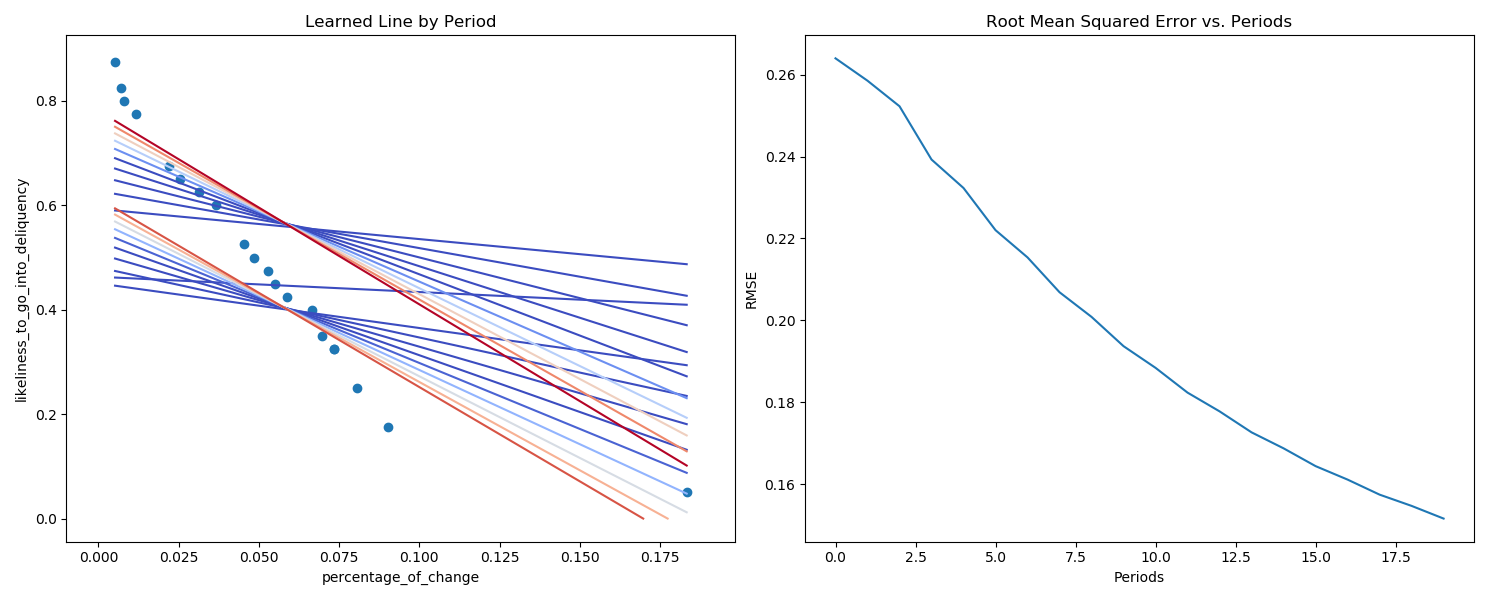 Learned Line by Period
likeliness_to_go_into_deliquency
0.8
0.6
0.4
0.2
0.0
0.000 0.025 0.050 0.075 0.100 0.125 0.150 0.175
percentage_of_change
Root Mean Squared Error vs. Periods
RMSE
0.26
0.24
0.22
0.20
0.18
0.16
0.0 2.5 5.0 7.5 10.0 12.5 15.0 17.5
Periods